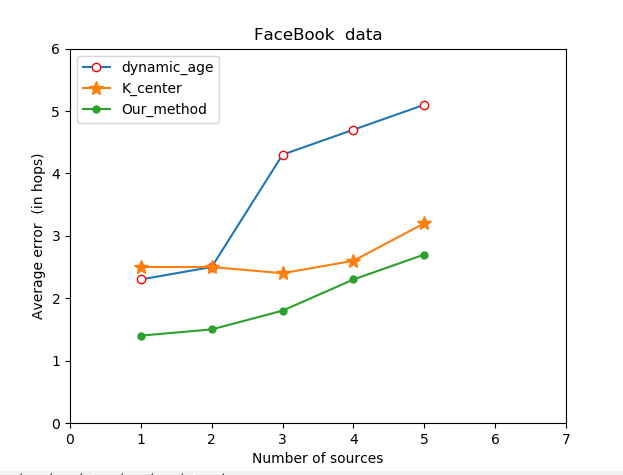 FaceBook  data
dynamic_age
K_center
Our_method
Average error  (in hops)
6
5
4
3
2
1
0
0 1 2 3 4 5 6 7
Number of sources